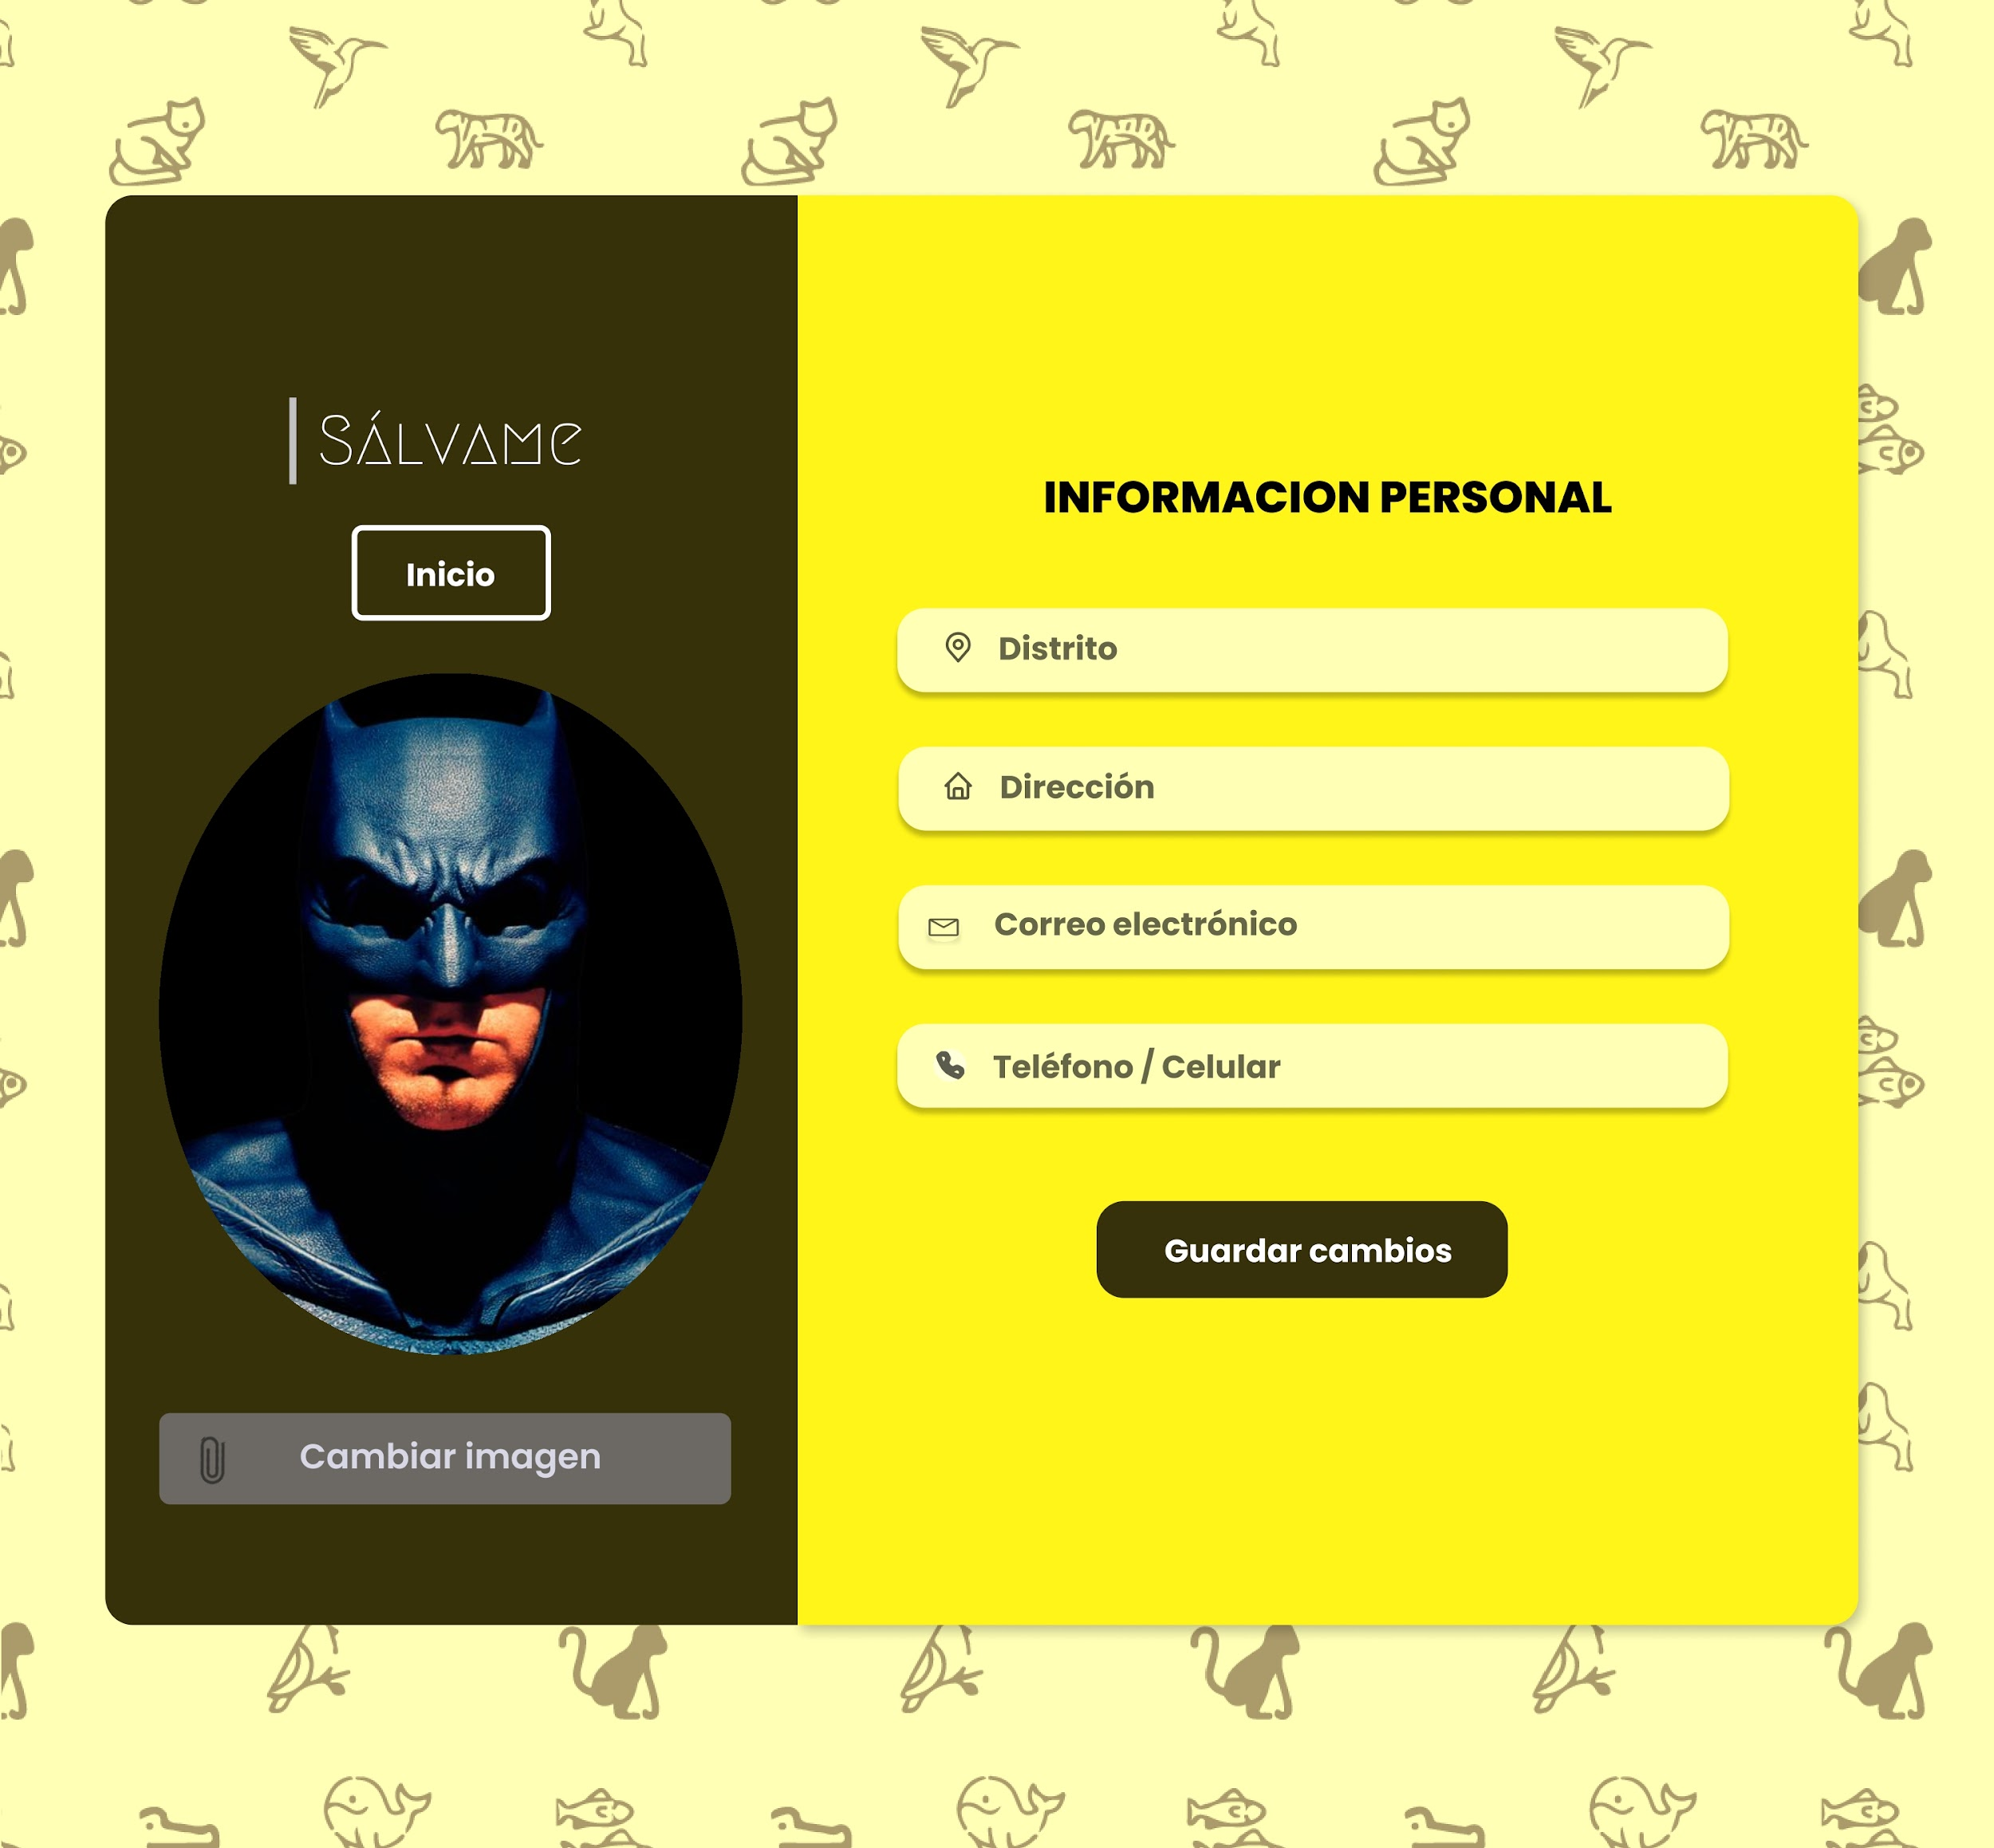 SÁLVAME
Inicio
Cambiar imagen
INFORMACION PERSONAL
Distrito
Dirección
Correo electrónico
Teléfono / Celular
Guardar cambios